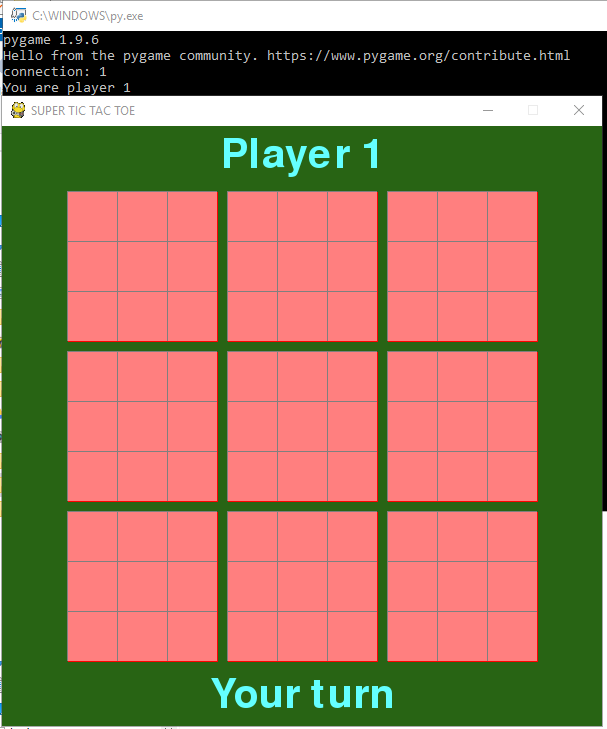 C:\WINDOWS\py.exe
pygame 1.9.6
Hello from the pygame community. https://www.pygame.org/contribute.html
connection: 1
You are player 1
SUPER TIC TAC TOE
Player 1
Your turn